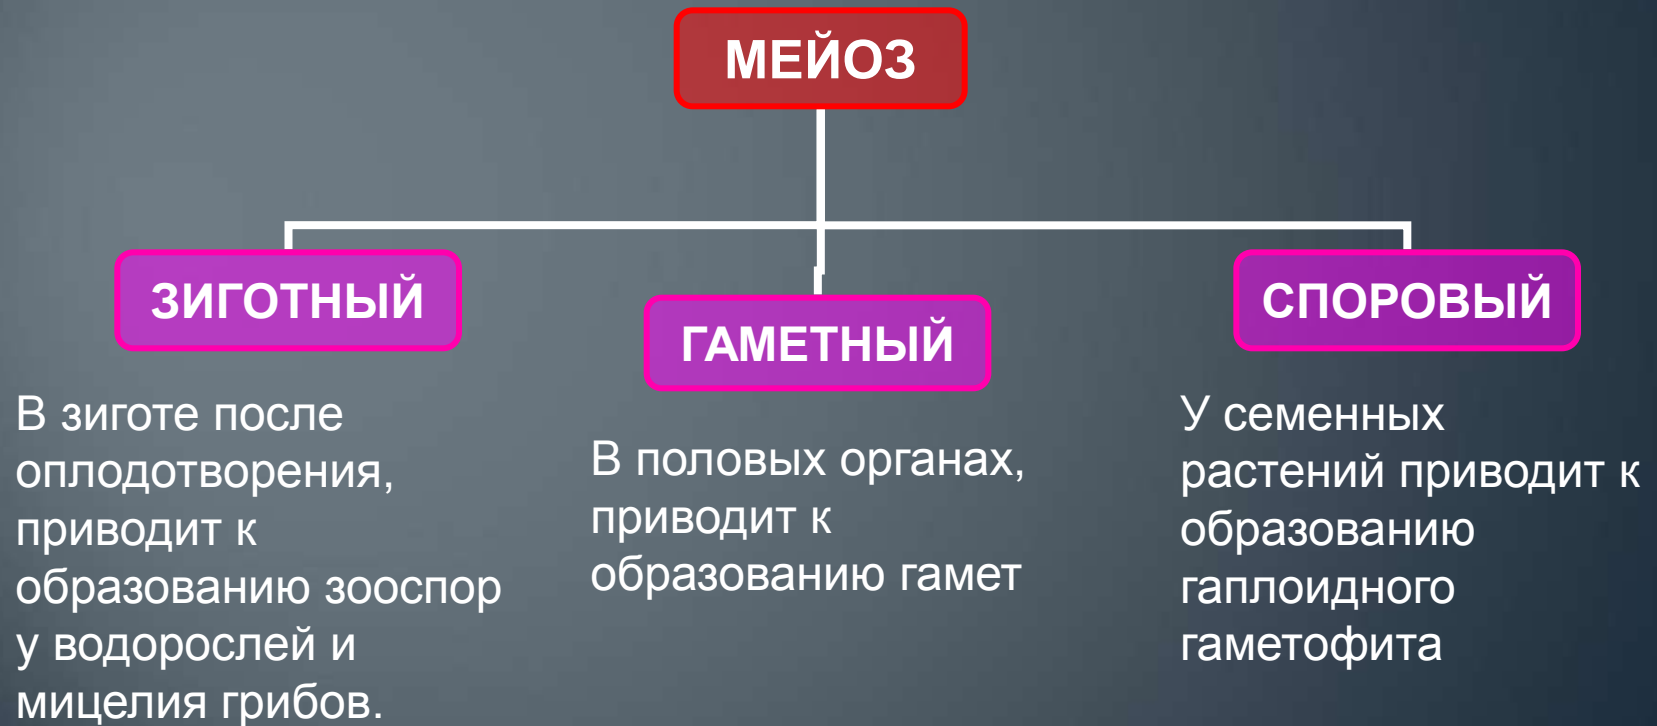 МЕЙОЗ
ЗИГОТНЫЙ
ГАМЕТНЫЙ
СПОРОВЫЙ
В зиготе после
оплодотворения,
приводит к
образованию зооспор
у водорослей и
мицелия грибов.
В половых органах,
приводит к
образованию гамет
У семенных
растений приводит к
образованию
гаплоидного
гаметофита